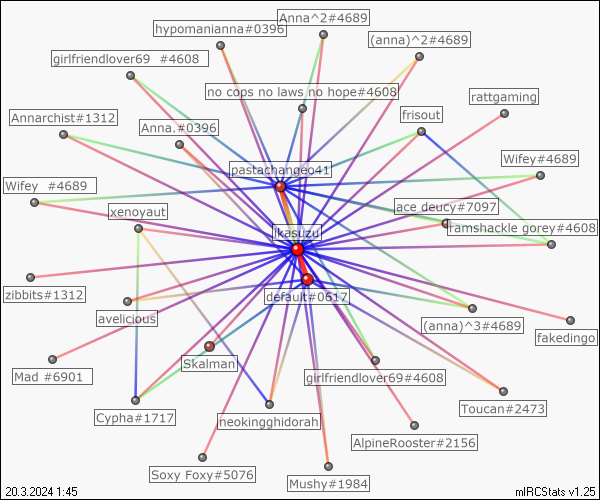 Anna^2#4689
hypomanianna#0396
(anna)^2#4689
girlfriendlover69 #4608
no cops no laws no hope#4608
rattgaming
frisout
Annarchist#1312
Anna.#0396
Wifey#4689
pastachangeo41
Wifey #4689
ace_deucy#7097
xenoyaut
ramshackle gorey#4608
ikasuzu
zibbits#1312
default#0617
avelicious
(anna)^3#4689
fakedingo
Skalman
Mad #6901
girlfriendlover69#4608
Toucan#2473
Cypha#1717
neokingghidorah
AlpineRooster#2156
Soxy Foxy#5076
Mushy#1984
20.3.2024 1:45
mIRCStats v1.25